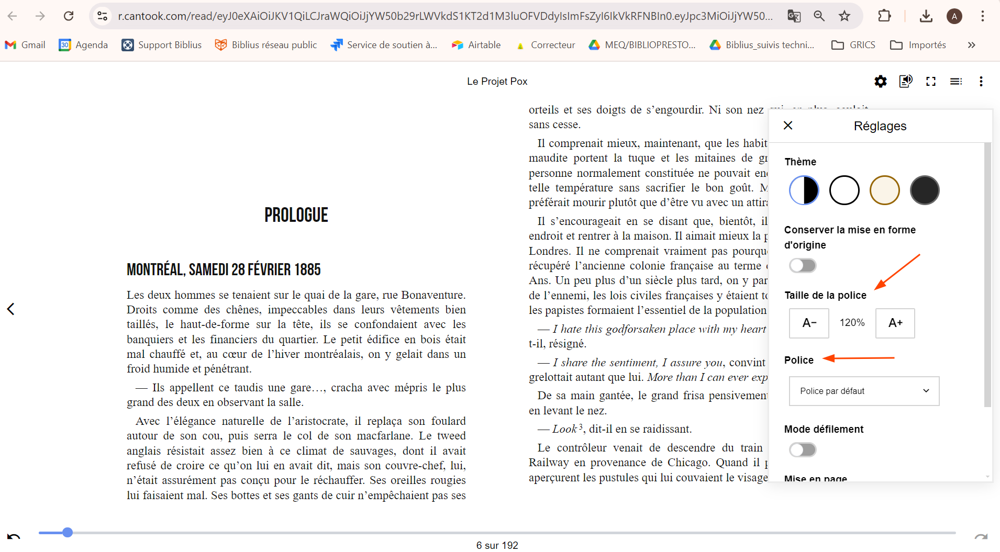 r.cantook.com/read/eyJ0eXAiOiJKV1QiLCJraWQiOiJjYW50b29rLWVkdS1KT2d1M3luOFVDdyIsImFsZyI6IkVkRFNBIn0.eyJpc3MiOiJjYW50...
A
Gmail
30 Agenda
Support Biblius
Biblius réseau public
Service de soutien à...
Airtable
Correcteur
MEQ/BIBLIOPRESTO...
Biblius_suivis techni...
GRICS
Importés
Le Projet Pox
PROLOGUE
MONTRÉAL, SAMEDI 28 FÉVRIER 1885
Les deux hommes se tenaient sur le quai de la gare, rue Bonaventure.
Droits comme des chênes, impeccables dans leurs vêtements bien
taillés, le haut-de-forme sur la tête, ils se confondaient avec les
banquiers et les financiers du quartier. Le petit édifice en bois était
mal chauffé et, au cœur de l’hiver montréalais, on y gelait dans un
froid humide et pénétrant.
— Ils appellent ce taudis une gare…, cracha avec mépris le plus
grand des deux en observant la salle.
Avec l’élégance naturelle de l’aristocrate, il replaça son foulard
autour de son cou, puis serra le col de son macfarlane. Le tweed
anglais résistait assez bien à ce climat de sauvages, dont il avait
refusé de croire ce qu’on lui en avait dit, mais son couvre-chef, lui,
n’était assurément pas conçu pour le réchauffer. Ses oreilles rougies
lui faisaient mal. Ses bottes et ses gants de cuir n’empêchaient pas ses
orteils et ses doigts de s’engourdir. Ni son nez
sans cesse.
Il comprenait mieux, maintenant, que les habit
maudite portent la tuque et les mitaines de gr
personne normalement constituée ne pouvait en
telle température sans sacrifier le bon goût. M
préférait mourir plutôt que d’être vu avec un attira
Il s’encourageait en se disant que, bientôt, il
endroit et rentrer à la maison. Il aimait mieux la p
Londres. Il ne comprenait vraiment pas pourqu
récupéré l’ancienne colonie française au terme
Ans. Un peu plus d’un siècle plus tard, on y par
de l’ennemi, les lois civiles françaises y étaient to
les papistes formaient l’essentiel de la population
— I hate this godforsaken place with my heart
t-il, résigné.
— I share the sentiment, I assure you, convint
grelottait autant que lui. More than I can ever exp
De sa main gantée, le grand frisa pensivement
en levant le nez.
— Look3, dit-il en se raidissant.
Le contrôleur venait de descendre du train
Railway en provenance de Chicago. Quand il p
aperçurent les pustules qui lui couvaient le visage
Réglages
Thème
Conserver la mise en forme
d'origine
Taille de la police
A− 120% A+
Police
Police par défaut
Mode défilement
Mise en page
6 sur 192